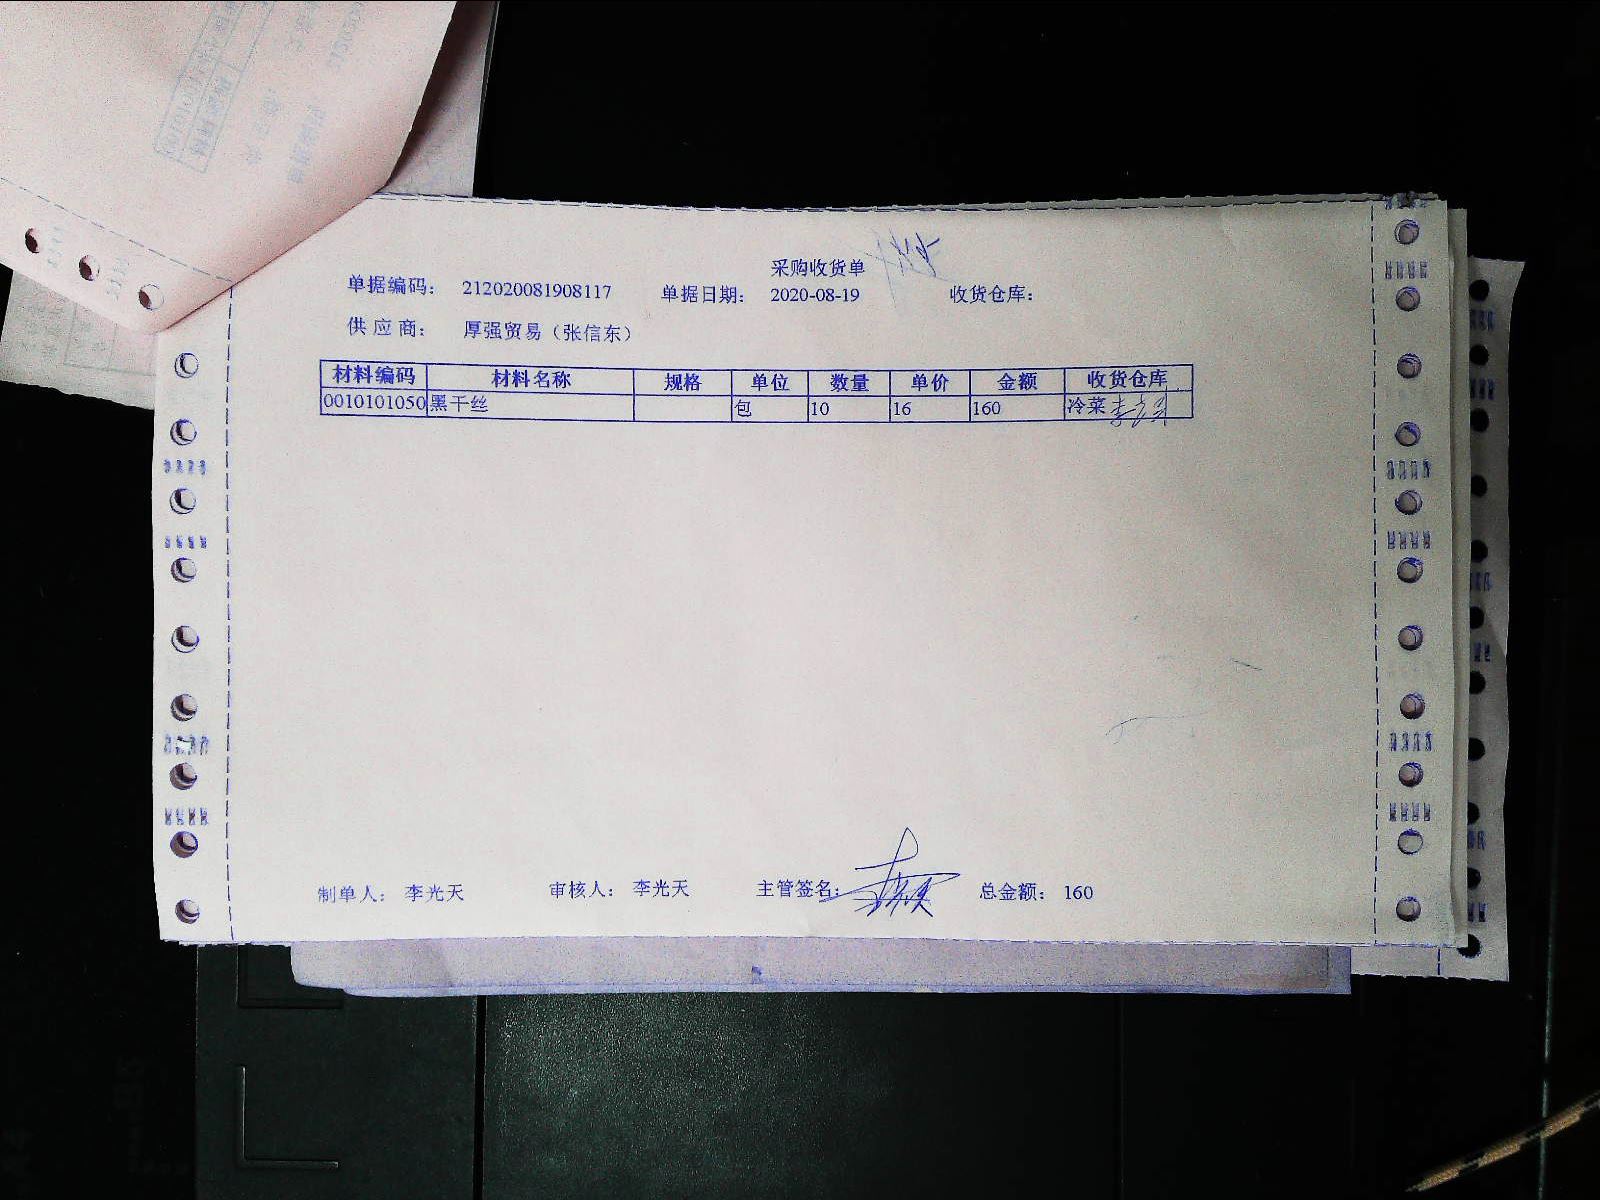 采购收货单
单据编码： 212020081908117 单据日期： 2020-08-19 收货仓库：
供 应 商： 厚强贸易（张信东）
材料编码 材料名称 规格 单位 数量 单价 金额 收货仓库
0010101050 黑干丝 包 10 16 160 冷菜
制单人： 李光天 审核人： 李光天 主管签名： 总金额： 160